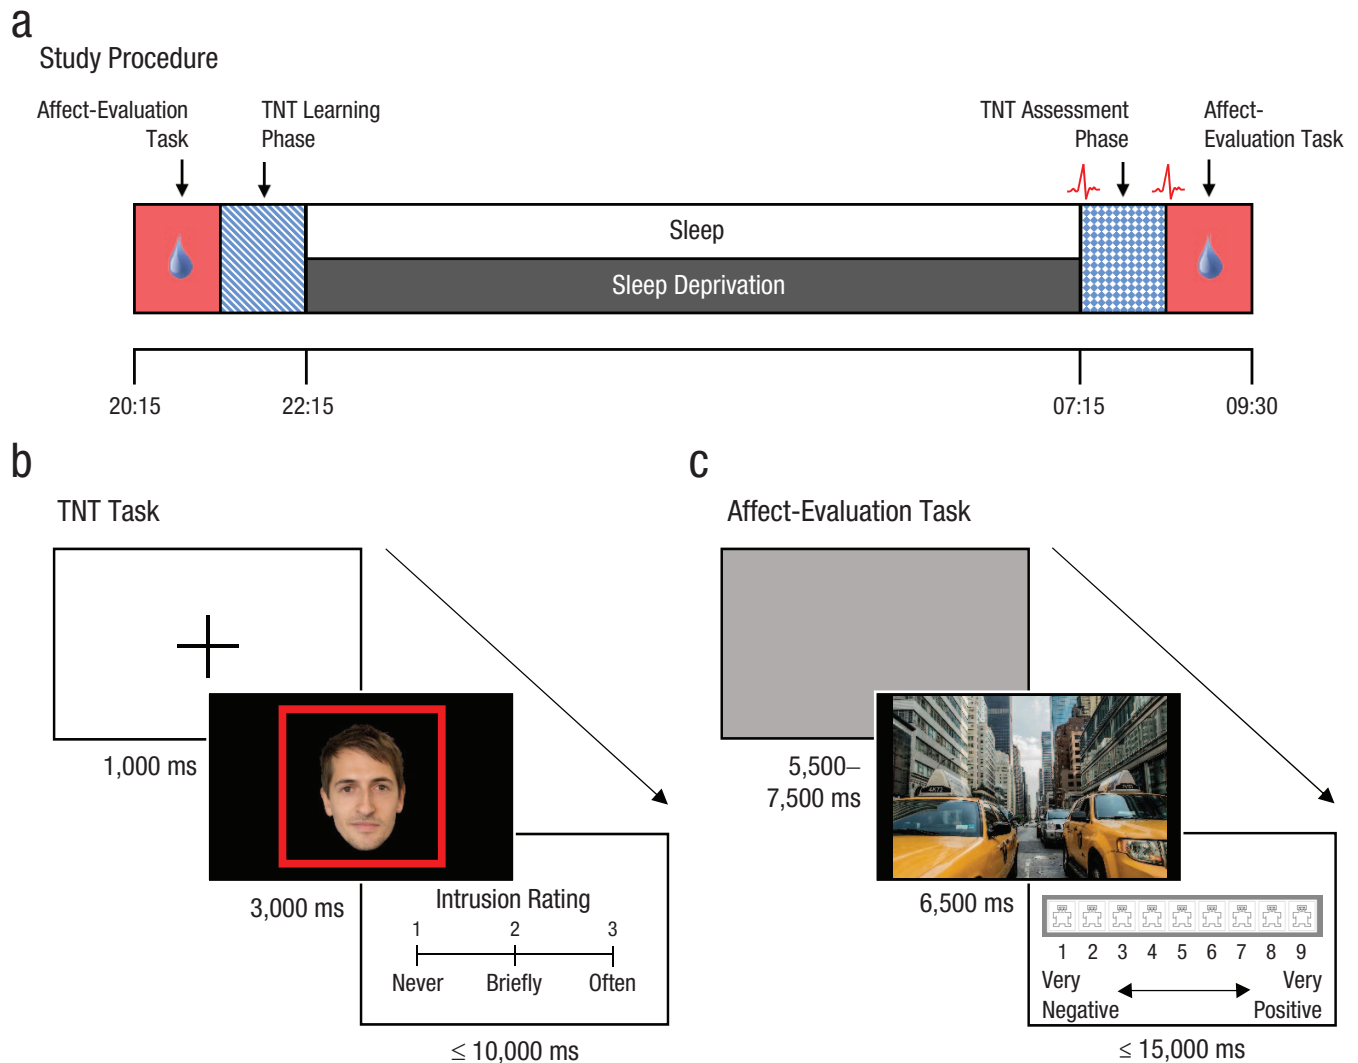 a
Study Procedure
Affect-Evaluation
Task
TNT Learning
Phase
TNT Assessment
Phase
Affect-
Evaluation Task
Sleep
Sleep Deprivation
20:15
22:15
07:15
09:30
b
TNT Task
1,000 ms
3,000 ms
Intrusion Rating
1 2 3
Never Briefly Often
≤ 10,000 ms
c
Affect-Evaluation Task
5,500–
7,500 ms
6,500 ms
1 2 3 4 5 6 7 8 9
Very Very
Negative Positive
≤ 15,000 ms